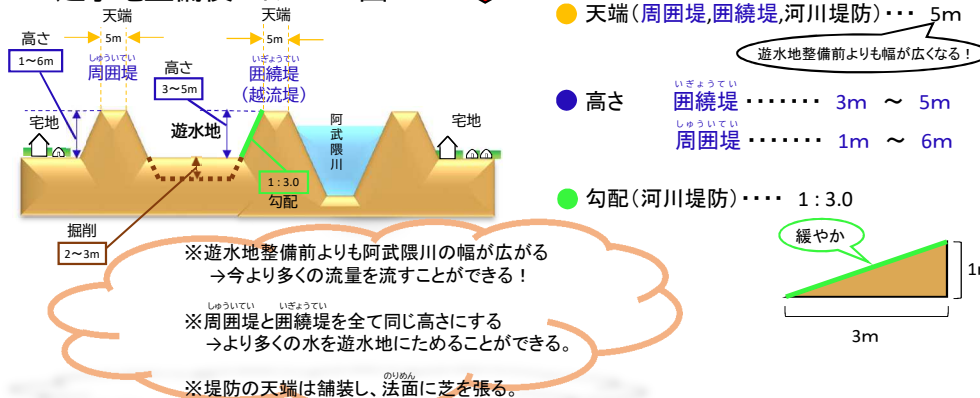 天端
5m
天端
5m
高さ
1～6m
しゅういてい
周囲堤
高さ
3～5m
いぎょうてい
囲繞堤
(越流堤)
宅地
遊水地
阿武隈川
宅地
1：3.0
勾配
掘削
2～3m
天端（周囲堤,囲繞堤,河川堤防）･･･ 5m
遊水地整備前よりも幅が広くなる！
高さ
いぎょうてい
囲繞堤 ･･･････ 3m ～ 5m
しゅういてい
周囲堤 ･･･････ 1m ～ 6m
勾配（河川堤防）････ 1：3.0
緩やか
3m
※遊水地整備前よりも阿武隈川の幅が広がる
→今より多くの流量を流すことができる！
しゅういてい いぎょうてい
※周囲堤と囲繞堤を全て同じ高さにする
→より多くの水を遊水地にためることができる。
のりめん
※堤防の天端は舗装し、法面に芝を張る。